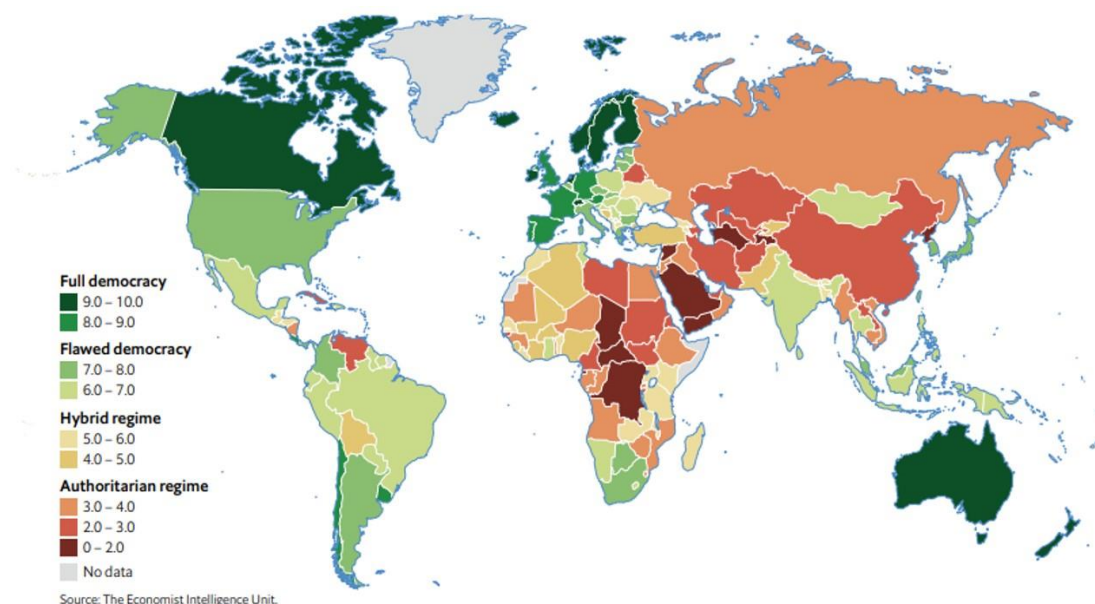 Full democracy
9.0 – 10.0
8.0 – 9.0
Flawed democracy
7.0 – 8.0
6.0 – 7.0
Hybrid regime
5.0 – 6.0
4.0 – 5.0
Authoritarian regime
3.0 – 4.0
2.0 – 3.0
0 – 2.0
No data
Source: The Economist Intelligence Unit.